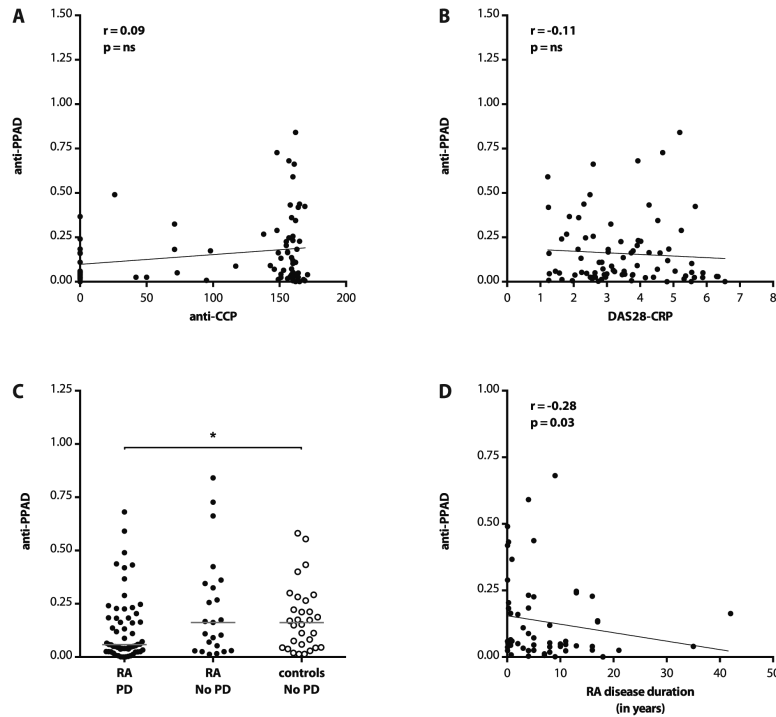 A
r = 0.09
p = ns
anti-PPAD
1.50
1.25
1.00
0.75
0.50
0.25
0.00
0 50 100 150 200
anti-CCP
B
r = -0.11
p = ns
anti-PPAD
1.50
1.25
1.00
0.75
0.50
0.25
0.00
0 1 2 3 4 5 6 7 8
DAS28-CRP
C
*
anti-PPAD
1.25
1.00
0.75
0.50
0.25
0.00
RA RA controls
PD No PD No PD
D
r = -0.28
p = 0.03
anti-PPAD
1.00
0.75
0.50
0.25
0.00
0 10 20 30 40 50
RA disease duration
(in years)